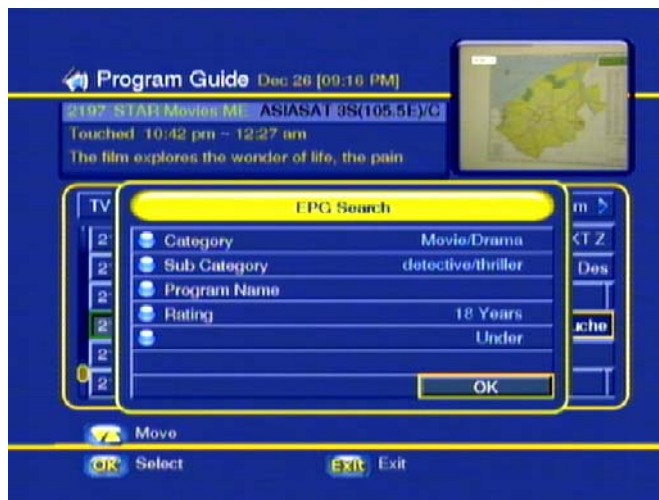 Program Guide Dec 26 [09:16 PM]
2197 STAR Movies ME ASIASAT 3S(105.5E)/C
Touched 10:42 pm ~ 12:27 am
The film explores the wonder of life, the pain
TV
EPG Search
m
Category Movie/Drama
Sub Category detective/thriller
Des
Program Name
Rating 18 Years
uche
Under
OK
Move
OK Select Exit Exit